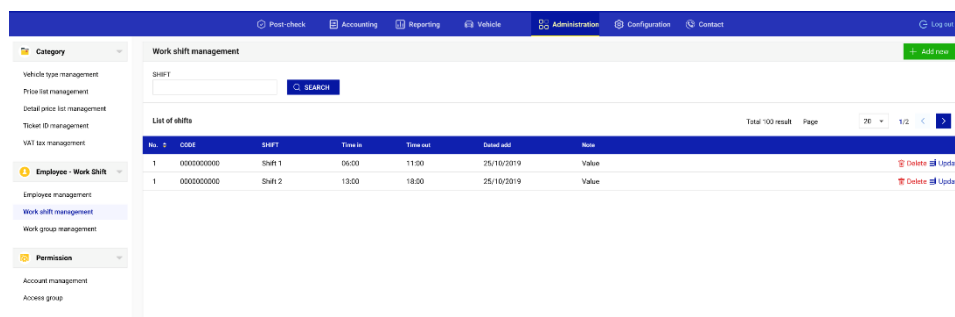 Post-check Accounting Reporting Vehicle Administration Configuration Contact Log out
Category
Vehicle type management
Price list management
Detail price list management
Ticket ID management
VAT tax management
Employee - Work Shift
Employee management
Work shift management
Work group management
Permission
Account management
Access group
Work shift management
+ Add new
SHIFT
SEARCH
List of shifts
Total 100 result Page 20 1/2
No. CODE SHIFT Time in Time out Dated add Note
1 0000000000 Shift 1 06:00 11:00 25/10/2019 Value Delete Upda
1 0000000000 Shift 2 13:00 18:00 25/10/2019 Value Delete Upda